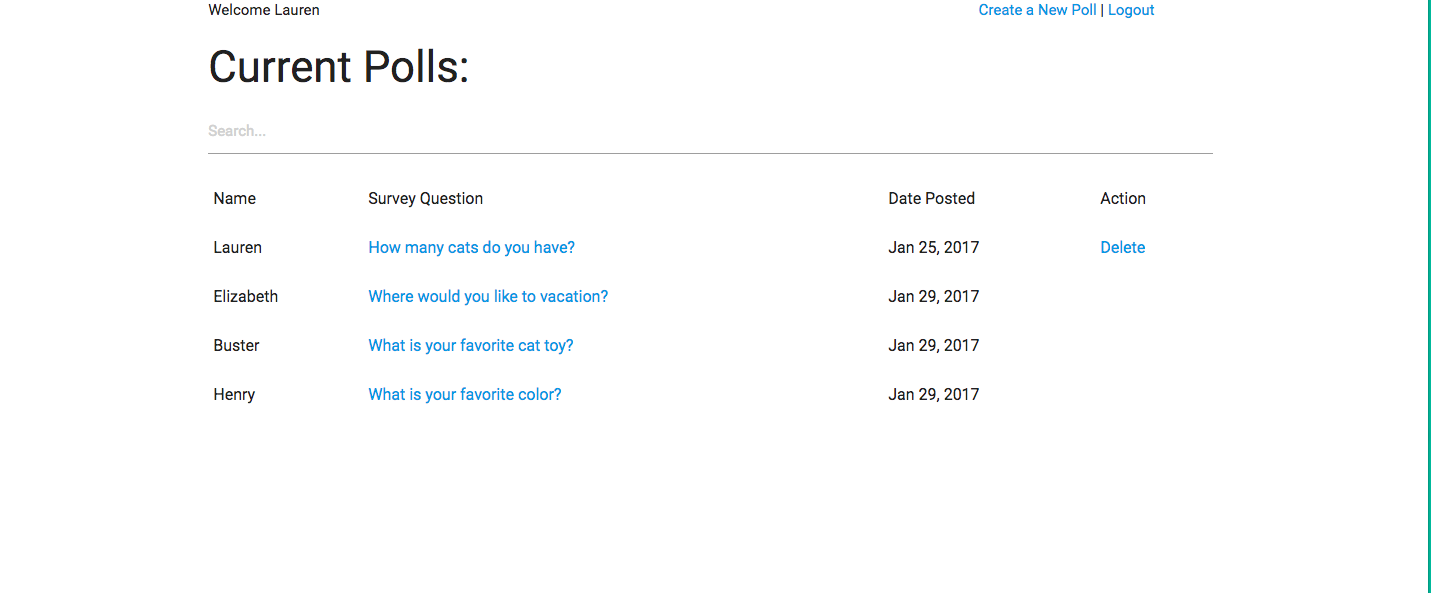 Welcome Lauren Create a New Poll | Logout
Current Polls:
Search...
Name Survey Question Date Posted Action
Lauren How many cats do you have? Jan 25, 2017 Delete
Elizabeth Where would you like to vacation? Jan 29, 2017
Buster What is your favorite cat toy? Jan 29, 2017
Henry What is your favorite color? Jan 29, 2017